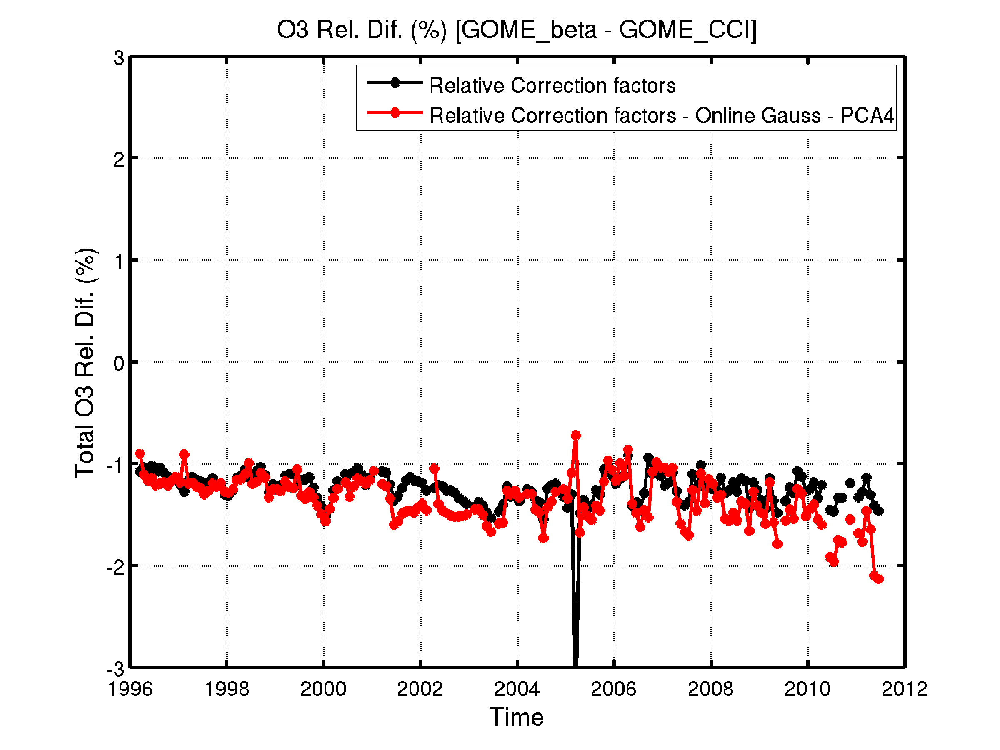 O3 Rel. Dif. (%) [GOME_beta - GOME_CCI]
Relative Correction factors
Relative Correction factors - Online Gauss - PCA4
Total O3 Rel. Dif. (%)
3
2
1
0
-1
-2
-3
1996 1998 2000 2002 2004 2006 2008 2010 2012
Time